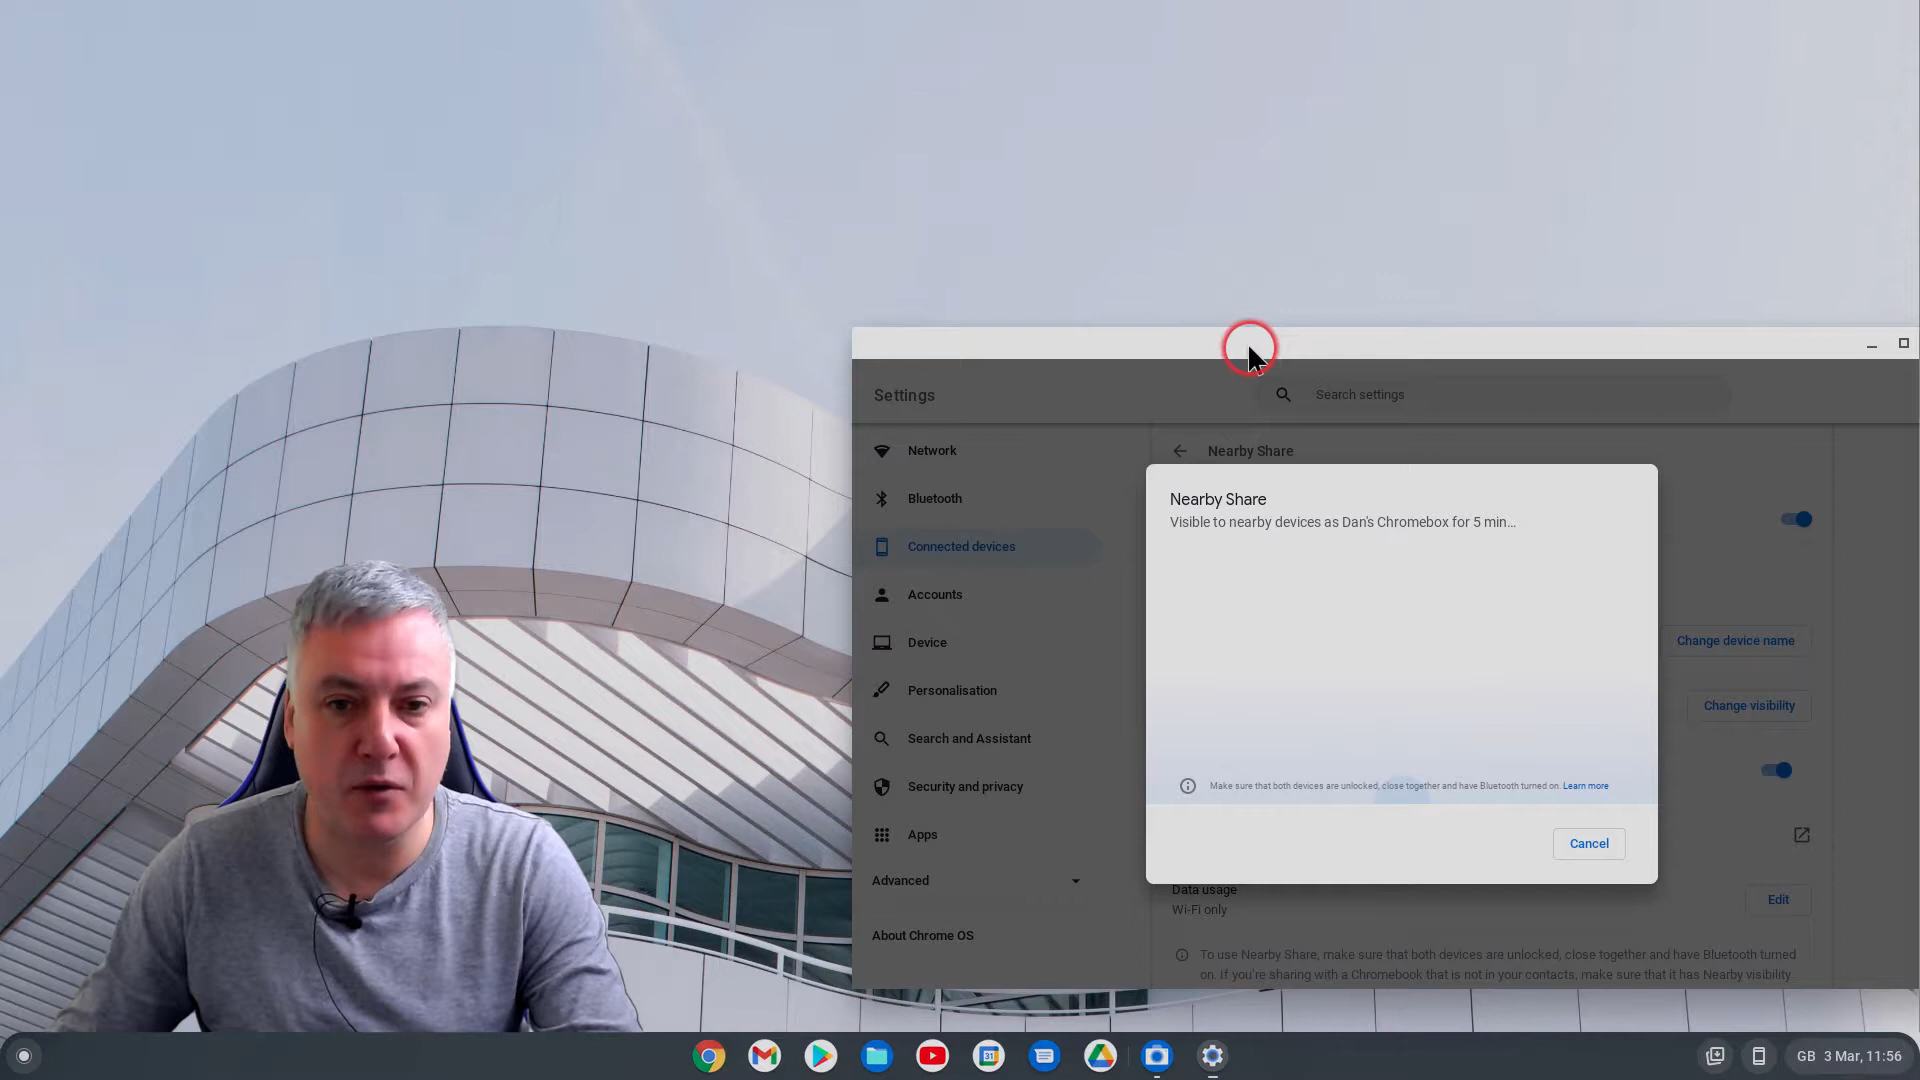 Settings
Search settings
Network
Bluetooth
Connected devices
Accounts
Device
Personalisation
Search and Assistant
Security and privacy
Apps
Advanced
About Chrome OS
Nearby Share
Nearby Share
Visible to nearby devices as Dan's Chromebox for 5 min...
Make sure that both devices are unlocked, close together and have Bluetooth turned on. Learn more
Cancel
Change device name
Change visibility
Data usage
Wi-Fi only
Edit
To use Nearby Share, make sure that both devices are unlocked, close together and have Bluetooth turned
on. If you're sharing with a Chromebook that is not in your contacts, make sure that it has Nearby visibility
31
GB 3 Mar, 11:56